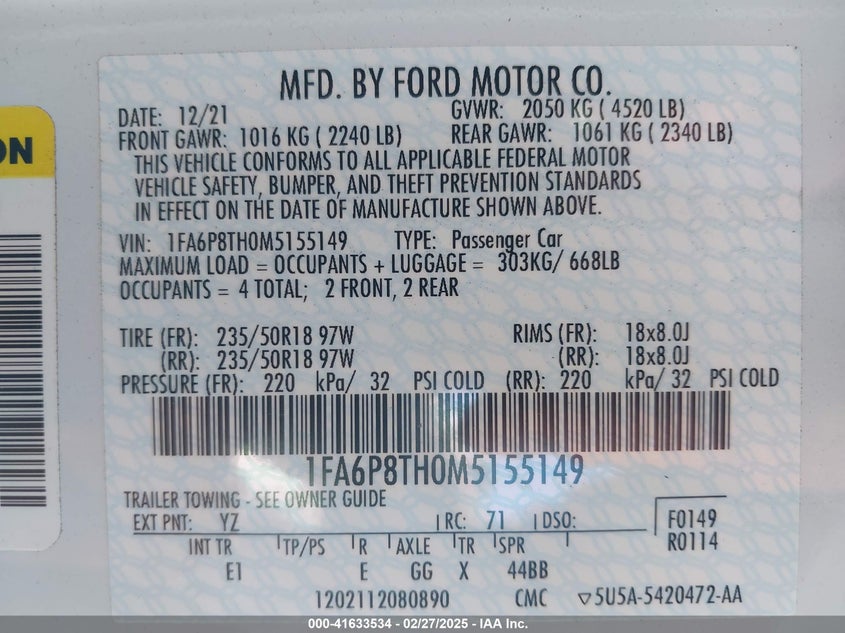 MFD. BY FORD MOTOR CO.
DATE: 12/21 GVWR: 2050 KG ( 4520 LB)
FRONT GAWR: 1016 KG ( 2240 LB) REAR GAWR: 1061 KG ( 2340 LB)
THIS VEHICLE CONFORMS TO ALL APPLICABLE FEDERAL MOTOR
VEHICLE SAFETY, BUMPER, AND THEFT PREVENTION STANDARDS
IN EFFECT ON THE DATE OF MANUFACTURE SHOWN ABOVE.
VIN: 1FA6P8TH0M5155149 TYPE: Passenger Car
MAXIMUM LOAD = OCCUPANTS + LUGGAGE = 303KG/ 668LB
OCCUPANTS = 4 TOTAL; 2 FRONT, 2 REAR
TIRE (FR): 235/50R18 97W RIMS (FR): 18x8.0J
(RR): 235/50R18 97W (RR): 18x8.0J
PRESSURE (FR): 220 kPa/ 32 PSI COLD (RR): 220 kPa/ 32 PSI COLD
1FA6P8TH0M5155149
TRAILER TOWING - SEE OWNER GUIDE
EXT PNT: YZ RC: 71 DSO: F0149
INT TR TP/PS R AXLE TR SPR R0114
E1 E GG X 44BB
1202112080890 CMC 5U5A-5420472-AA
ON
000-41633534 - 02/27/2025 - IAA Inc.